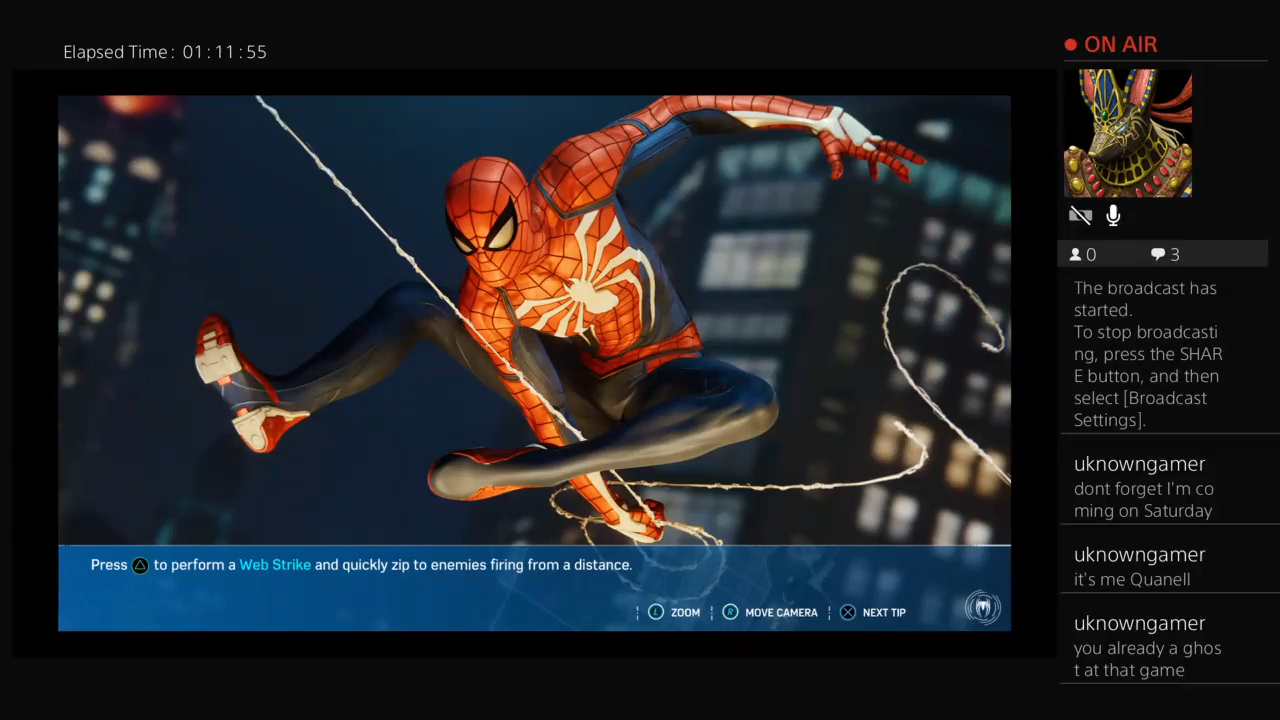 Elapsed Time: 01:11:55
ON AIR
0 3
The broadcast has
started.
To stop broadcasti
ng, press the SHAR
E button, and then
select [Broadcast
Settings].
uknowngamer
dont forget I'm co
ming on Saturday
uknowngamer
it's me Quanell
uknowngamer
you already a ghos
t at that game
Press to perform a Web Strike and quickly zip to enemies firing from a distance.
L ZOOM R MOVE CAMERA NEXT TIP